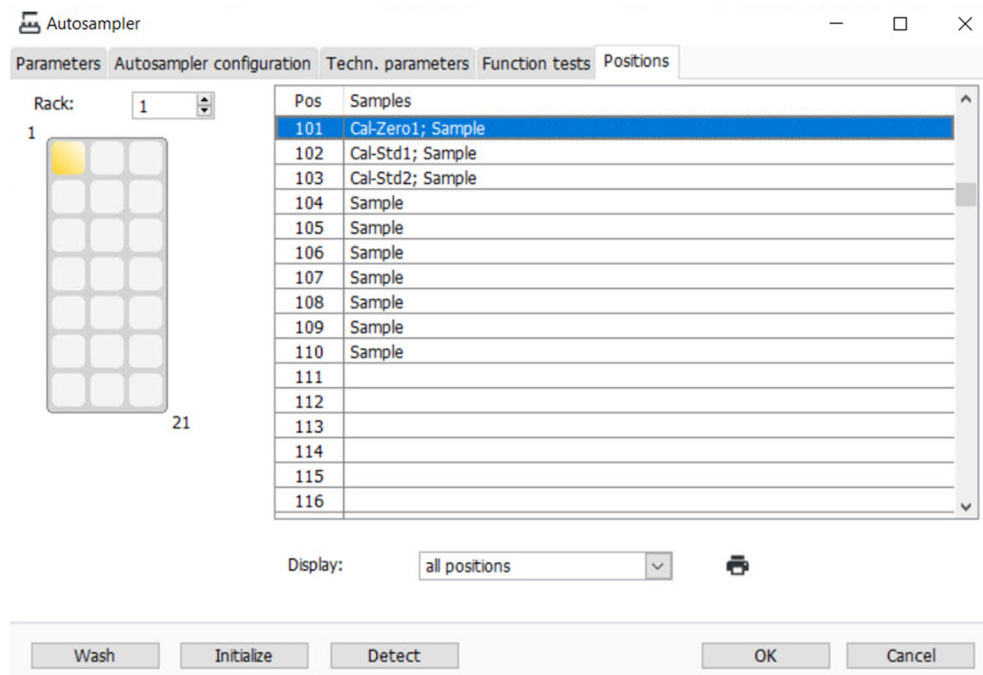 Autosampler
Parameters Autosampler configuration Techn. parameters Function tests Positions
Rack: 1
1
21
Pos Samples
101 Cal-Zero1; Sample
102 Cal-Std1; Sample
103 Cal-Std2; Sample
104 Sample
105 Sample
106 Sample
107 Sample
108 Sample
109 Sample
110 Sample
111
112
113
114
115
116
Display: all positions
Wash Initialize Detect OK Cancel